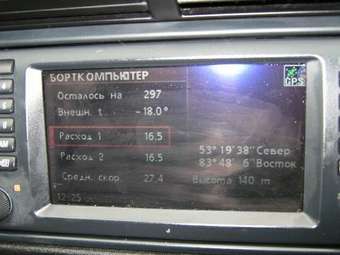 БОРТКОМПЬЮТЕР
GPS
Осталось на 297
Внешн. t. -18.0°
Расход 1 16.5
Расход 2 16.5
53° 19'38" Север
83° 48' 6" Восток
Средн. скор. 27.4
Высота 140 m
12:25